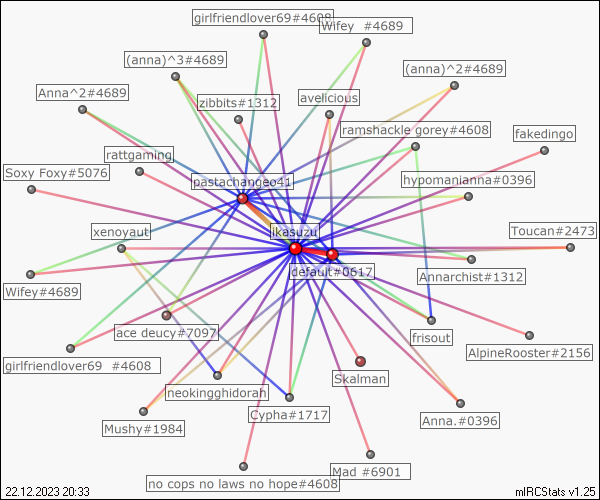 girlfriendlover69#4608
Wifey  #4689
(anna)^3#4689
(anna)^2#4689
Anna^2#4689
zibbits#1312
avelicious
ramshackle gorey#4608
fakedingo
rattgaming
Soxy Foxy#5076
pastachangeo41
hypomanianna#0396
xenoyaut
ikasuzu
Toucan#2473
default#0617
Annarchist#1312
Wifey#4689
ace deucy#7097
frisout
AlpineRooster#2156
girlfriendlover69  #4608
Skalman
neokingghidorah
Cypha#1717
Anna.#0396
Mushy#1984
Mad #6901
no cops no laws no hope#4608
22.12.2023 20:33
mIRCStats v1.25